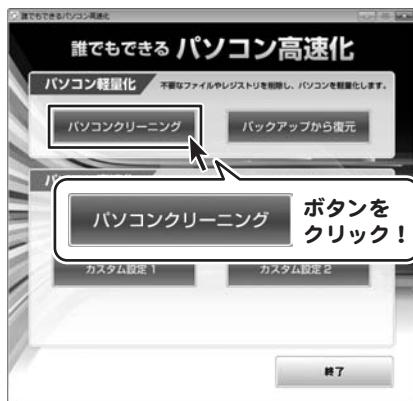 誰でもできるパソコン高速化
誰でもできる パソコン高速化
パソコン軽量化 不要なファイルやレジストリを削除し、パソコンを軽量化します。
パソコンクリーニング バックアップから復元
パソコンクリーニング
ボタンを
クリック！
カスタム設定 1 カスタム設定 2
終了